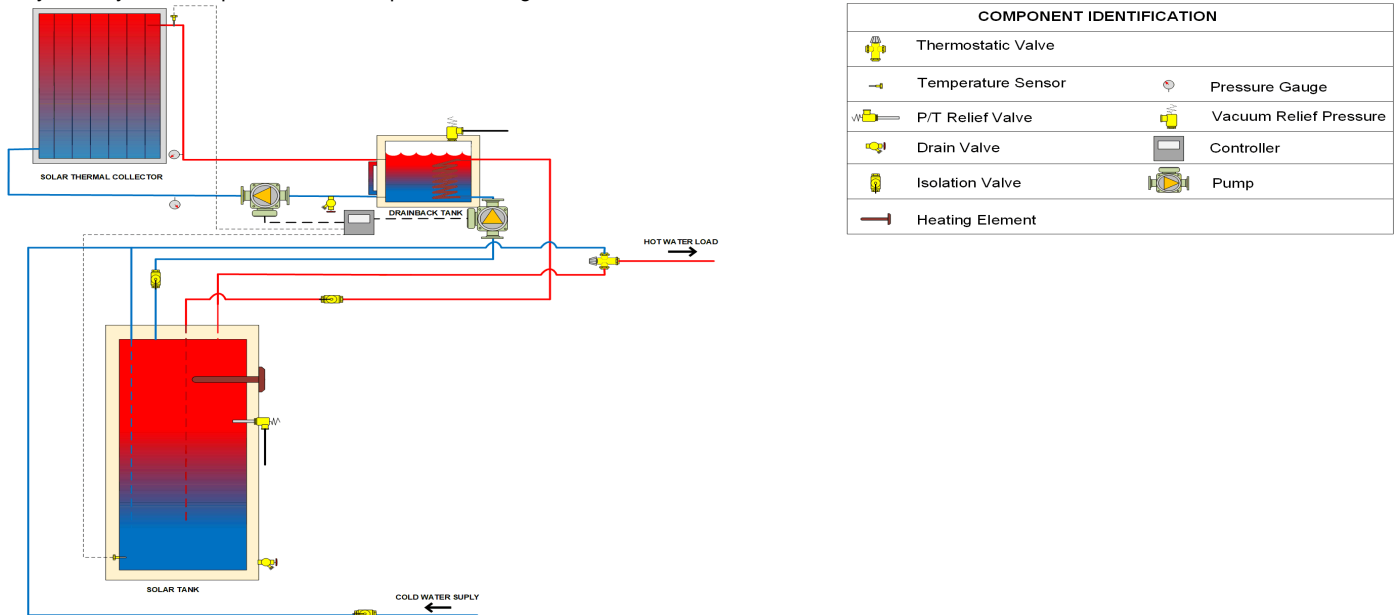 SOLAR THERMAL COLLECTOR
DRAINBACK TANK
HOT WATER LOAD
SOLAR TANK
COLD WATER SUPLY
COMPONENT IDENTIFICATION
Thermostatic Valve
Temperature Sensor
Pressure Gauge
P/T Relief Valve
Vacuum Relief Pressure
Drain Valve
Controller
Isolation Valve
Pump
Heating Element